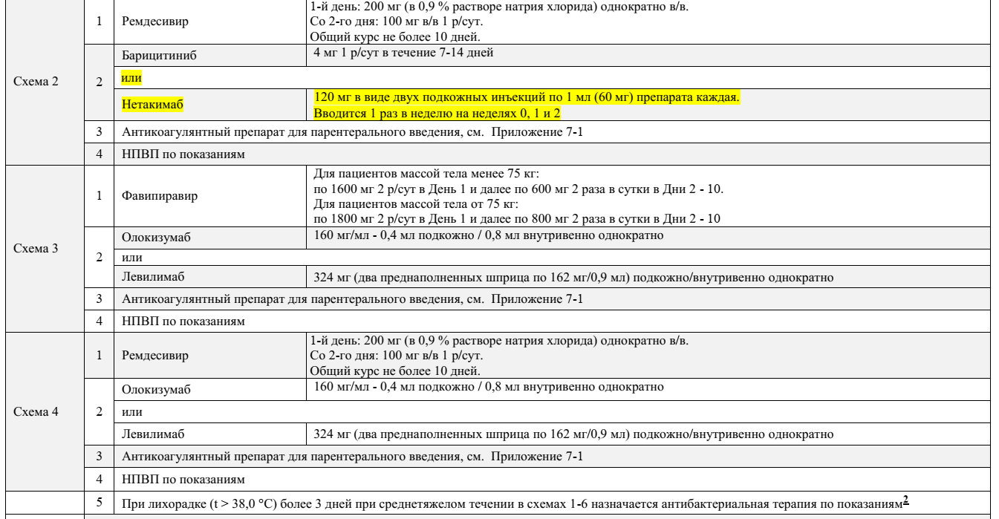 Схема 2
1
Ремдесивир
1-й день: 200 мг (в 0,9 % растворе натрия хлорида) однократно в/в.
Со 2-го дня: 100 мг в/в 1 р/сут.
Общий курс не более 10 дней.
2
Барицитиниб
4 мг 1 р/сут в течение 7-14 дней
или
Нетакимаб
120 мг в виде двух подкожных инъекций по 1 мл (60 мг) препарата каждая.
Вводится 1 раз в неделю на неделях 0, 1 и 2
3
Антикоагулянтный препарат для парентерального введения, см. Приложение 7-1
4
НПВП по показаниям
Схема 3
1
Фавипиравир
Для пациентов массой тела менее 75 кг:
по 1600 мг 2 р/сут в День 1 и далее по 600 мг 2 раза в сутки в Дни 2 - 10.
Для пациентов массой тела от 75 кг:
по 1800 мг 2 р/сут в День 1 и далее по 800 мг 2 раза в сутки в Дни 2 - 10
2
Олокизумаб
160 мг/мл - 0,4 мл подкожно / 0,8 мл внутривенно однократно
или
Левилимаб
324 мг (два преднаполненных шприца по 162 мг/0,9 мл) подкожно/внутривенно однократно
3
Антикоагулянтный препарат для парентерального введения, см. Приложение 7-1
4
НПВП по показаниям
Схема 4
1
Ремдесивир
1-й день: 200 мг (в 0,9 % растворе натрия хлорида) однократно в/в.
Со 2-го дня: 100 мг в/в 1 р/сут.
Общий курс не более 10 дней.
2
Олокизумаб
160 мг/мл - 0,4 мл подкожно / 0,8 мл внутривенно однократно
или
Левилимаб
324 мг (два преднаполненных шприца по 162 мг/0,9 мл) подкожно/внутривенно однократно
3
Антикоагулянтный препарат для парентерального введения, см. Приложение 7-1
4
НПВП по показаниям
5
При лихорадке (t > 38,0 °C) более 3 дней при среднетяжелом течении в схемах 1-6 назначается антибактериальная терапия по показаниям²